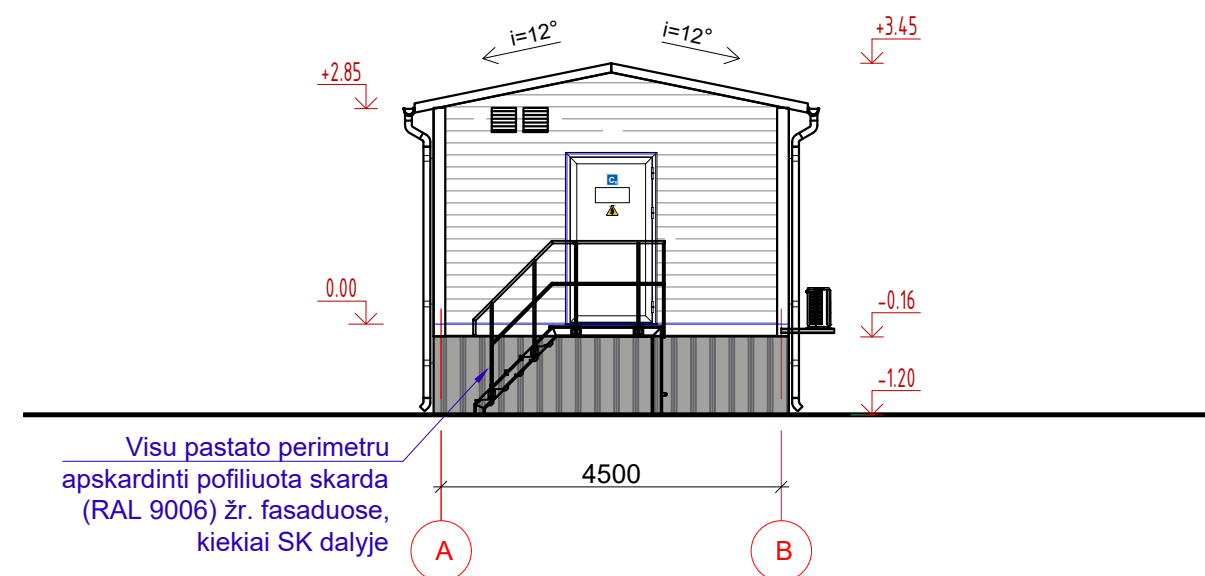 i=12°
i=12°
+3.45
+2.85
C.
0.00
-0.16
-1.20
Visu pastato perimetru
apskardinti pofiliuota skarda
(RAL 9006) žr. fasaduose,
kiekiai SK dalyje
4500
A
B